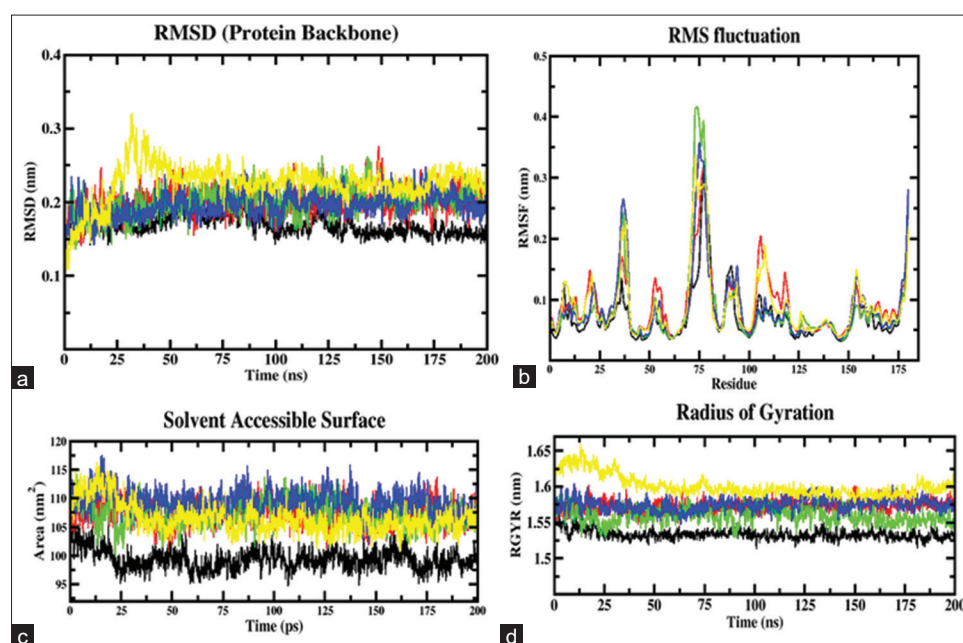 RMSD (Protein Backbone)
0.4
0.3
0.2
0.1
RMSD (nm)
0 25 50 75 100 125 150 175 200
Time (ns)
a
RMS fluctuation
0.5
0.4
0.3
0.2
0.1
RMSF (nm)
0 25 50 75 100 125 150 175
Residue
b
Solvent Accessible Surface
120
115
110
105
100
95
Area (nm²)
0 25 50 75 100 125 150 175 200
Time (ps)
c
Radius of Gyration
1.65
1.6
1.55
1.5
RGYR (nm)
0 25 50 75 100 125 150 175 200
Time (ns)
d